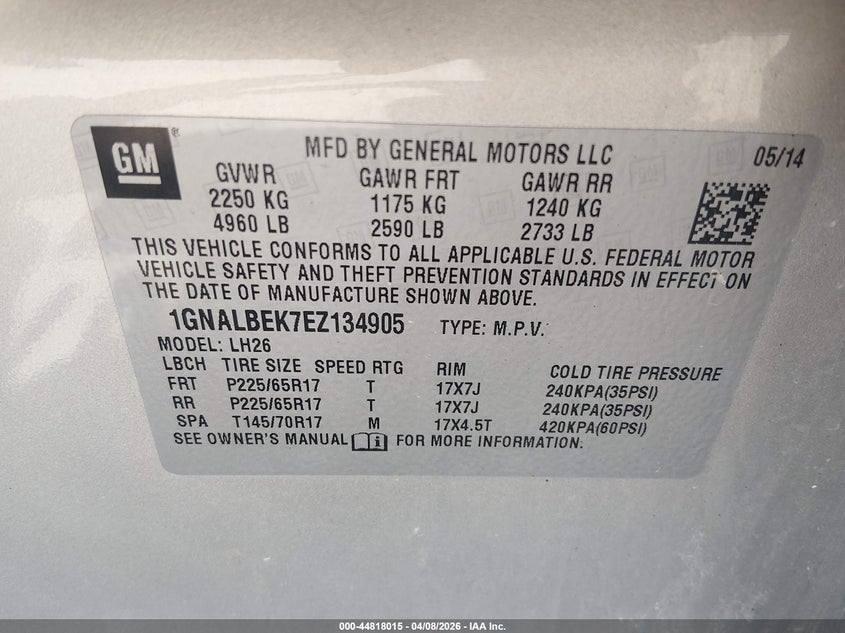 GM ®
MFD BY GENERAL MOTORS LLC 05/14
GVWR GAWR FRT GAWR RR
2250 KG 1175 KG 1240 KG
4960 LB 2590 LB 2733 LB
THIS VEHICLE CONFORMS TO ALL APPLICABLE U.S. FEDERAL MOTOR
VEHICLE SAFETY AND THEFT PREVENTION STANDARDS IN EFFECT ON
THE DATE OF MANUFACTURE SHOWN ABOVE.
1GNALBEK7EZ134905 TYPE: M.P.V.
MODEL: LH26
LBCH TIRE SIZE SPEED RTG RIM COLD TIRE PRESSURE
FRT P225/65R17 T 17X7J 240KPA(35PSI)
RR P225/65R17 T 17X7J 240KPA(35PSI)
SPA T145/70R17 M 17X4.5T 420KPA(60PSI)
SEE OWNER'S MANUAL FOR MORE INFORMATION.
000-44818015 | 04/08/2026 - IAA Inc.